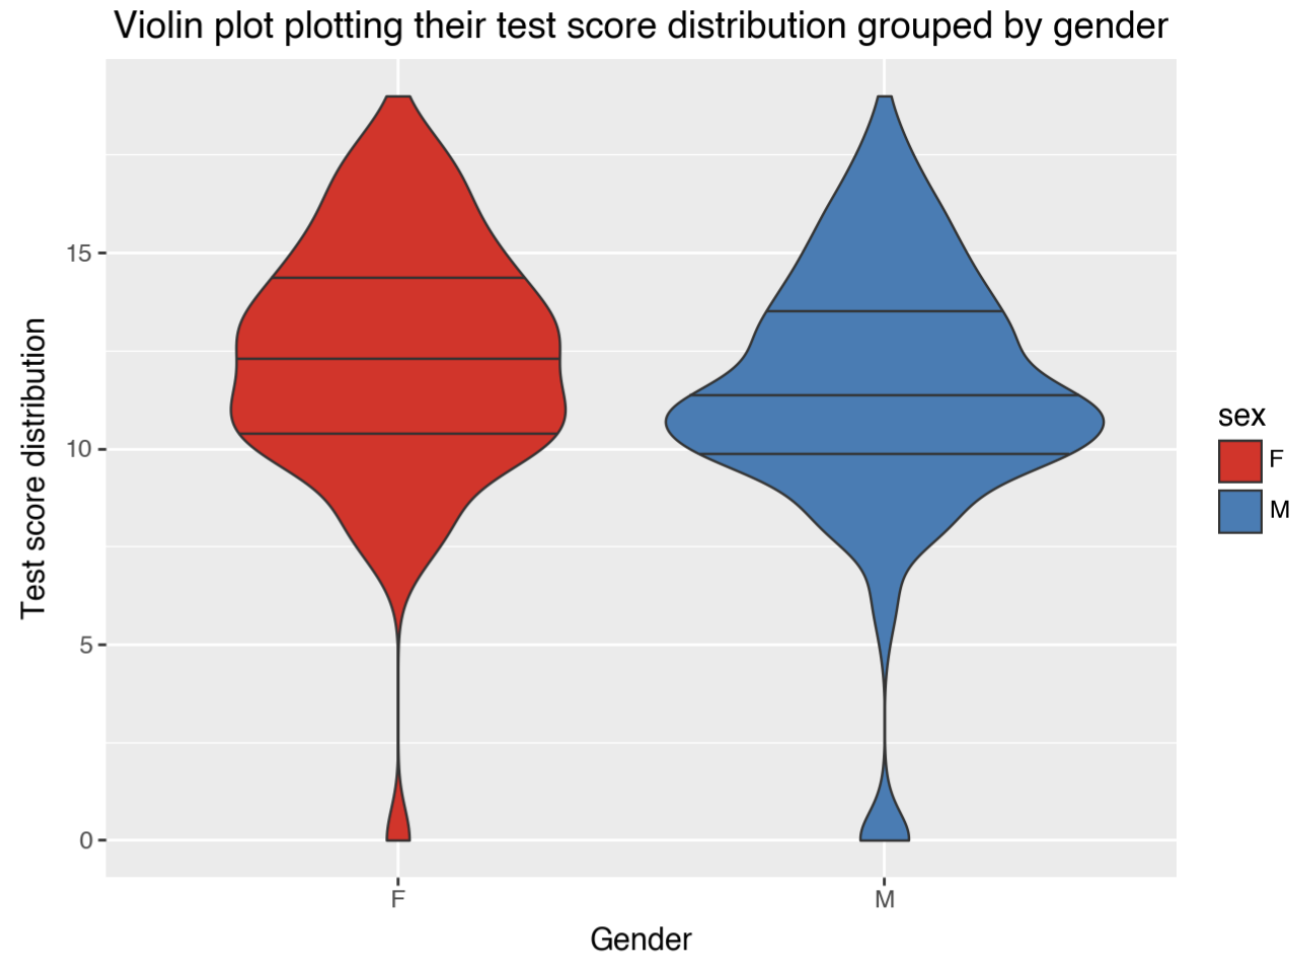 Violin plot plotting their test score distribution grouped by gender
Test score distribution
15
10
5
0
F
M
Gender
sex
F
M